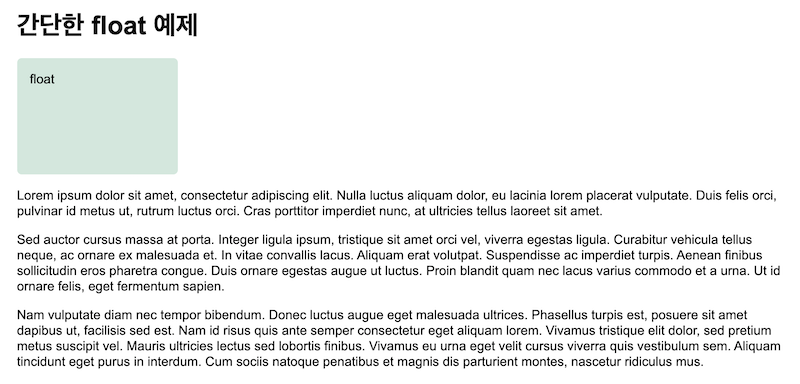 간단한 float 예제
float
Lorem ipsum dolor sit amet, consectetur adipiscing elit. Nulla luctus aliquam dolor, eu lacinia lorem placerat vulputate. Duis felis orci,
pulvinar id metus ut, rutrum luctus orci. Cras porttitor imperdiet nunc, at ultricies tellus laoreet sit amet.
Sed auctor cursus massa at porta. Integer ligula ipsum, tristique sit amet orci vel, viverra egestas ligula. Curabitur vehicula tellus
neque, ac ornare ex malesuada et. In vitae convallis lacus. Aliquam erat volutpat. Suspendisse ac imperdiet turpis. Aenean finibus
sollicitudin eros pharetra congue. Duis ornare egestas augue ut luctus. Proin blandit quam nec lacus varius commodo et a urna. Ut id
ornare felis, eget fermentum sapien.
Nam vulputate diam nec tempor bibendum. Donec luctus augue eget malesuada ultrices. Phasellus turpis est, posuere sit amet
dapibus ut, facilisis sed est. Nam id risus quis ante semper consectetur eget aliquam lorem. Vivamus tristique elit dolor, sed pretium
metus suscipit vel. Mauris ultricies lectus sed lobortis finibus. Vivamus eu urna eget velit cursus viverra quis vestibulum sem. Aliquam
tincidunt eget purus in interdum. Cum sociis natoque penatibus et magnis dis parturient montes, nascetur ridiculus mus.